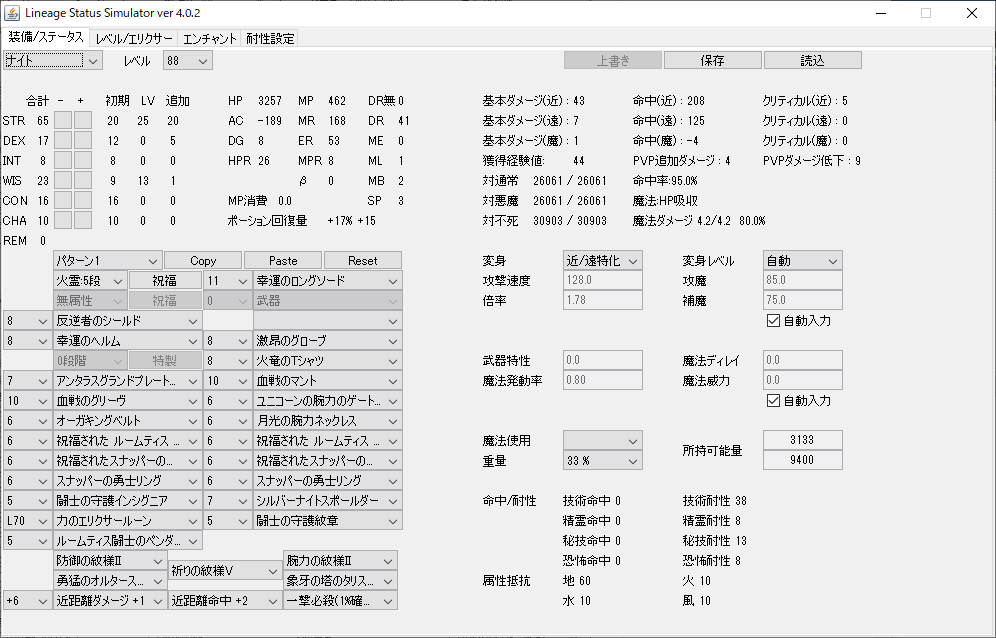 Lineage Status Simulator ver 4.0.2
装備/ステータス レベル/エリクサー エンチャント 耐性設定
ナイト レベル 88 上書き 保存 読込
合計 - + 初期 LV 追加 HP 3257 MP 462 DR無 0 基本ダメージ(近) : 43 命中(近) : 208 クリティカル(近) : 5
STR 65 20 25 20 AC -189 MR 168 DR 41 基本ダメージ(遠) : 7 命中(遠) : 125 クリティカル(遠) : 0
DEX 17 12 0 5 DG 8 ER 53 ME 0 基本ダメージ(魔) : 1 命中(魔) : -4 クリティカル(魔) : 0
INT 8 8 0 0 HPR 26 MPR 8 ML 1 獲得経験値: 44 PVP追加ダメージ : 4 PVPダメージ低下 : 9
WIS 23 9 13 1 β 0 MB 2 対通常 26061 / 26061 命中率:95.0%
CON 16 16 0 0 MP消費 0.0 SP 3 対悪魔 26061 / 26061 魔法:HP吸収
CHA 10 10 0 0 ポーション回復量 +17% +15 対不死 30903 / 30903 魔法ダメージ 4.2/4.2 80.0%
REM 0
パターン1 Copy Paste Reset 変身 近/遠特化 変身レベル 自動
火霊:5段 祝福 11 幸運のロングソード 攻撃速度 128.0 攻魔 85.0
無属性 祝福 0 武器 倍率 1.78 補魔 75.0
8 反逆者のシールド 自動入力
8 幸運のヘルム 8 激昂のグローブ
0段階 特製 8 火竜のTシャツ 武器特性 0.0 魔法ディレイ 0.0
7 アンタラスグランドプレート... 10 血戦のマント 魔法発動率 0.80 魔法威力 0.0
10 血戦のグリーヴ 6 ユニコーンの腕力のゲート... 自動入力
6 オーガキングベルト 6 月光の腕力ネックレス
6 祝福された ルームティス ... 6 祝福された ルームティス ... 魔法使用 所持可能量 3133
6 祝福されたスナッパーの... 6 祝福されたスナッパーの... 重量 33 % 9400
6 スナッパーの勇士リング 6 スナッパーの勇士リング
5 闘士の守護インシグニア 7 シルバーナイトスポールダー 命中/耐性 技術命中 0 技術耐性 38
L70 力のエリクサールーン 5 闘士の守護紋章 精霊命中 0 精霊耐性 8
5 ルームティス闘士のペンダ... 秘技命中 0 秘技耐性 13
防御の紋様Ⅱ 祈りの紋様Ⅴ 腕力の紋様Ⅱ 恐怖命中 0 恐怖耐性 8
勇猛のオルタース... 象牙の塔のタリス... 属性抵抗 地 60 火 10
+6 近距離ダメージ +1 近距離命中 +2 一撃必殺(1%確... 水 10 風 10